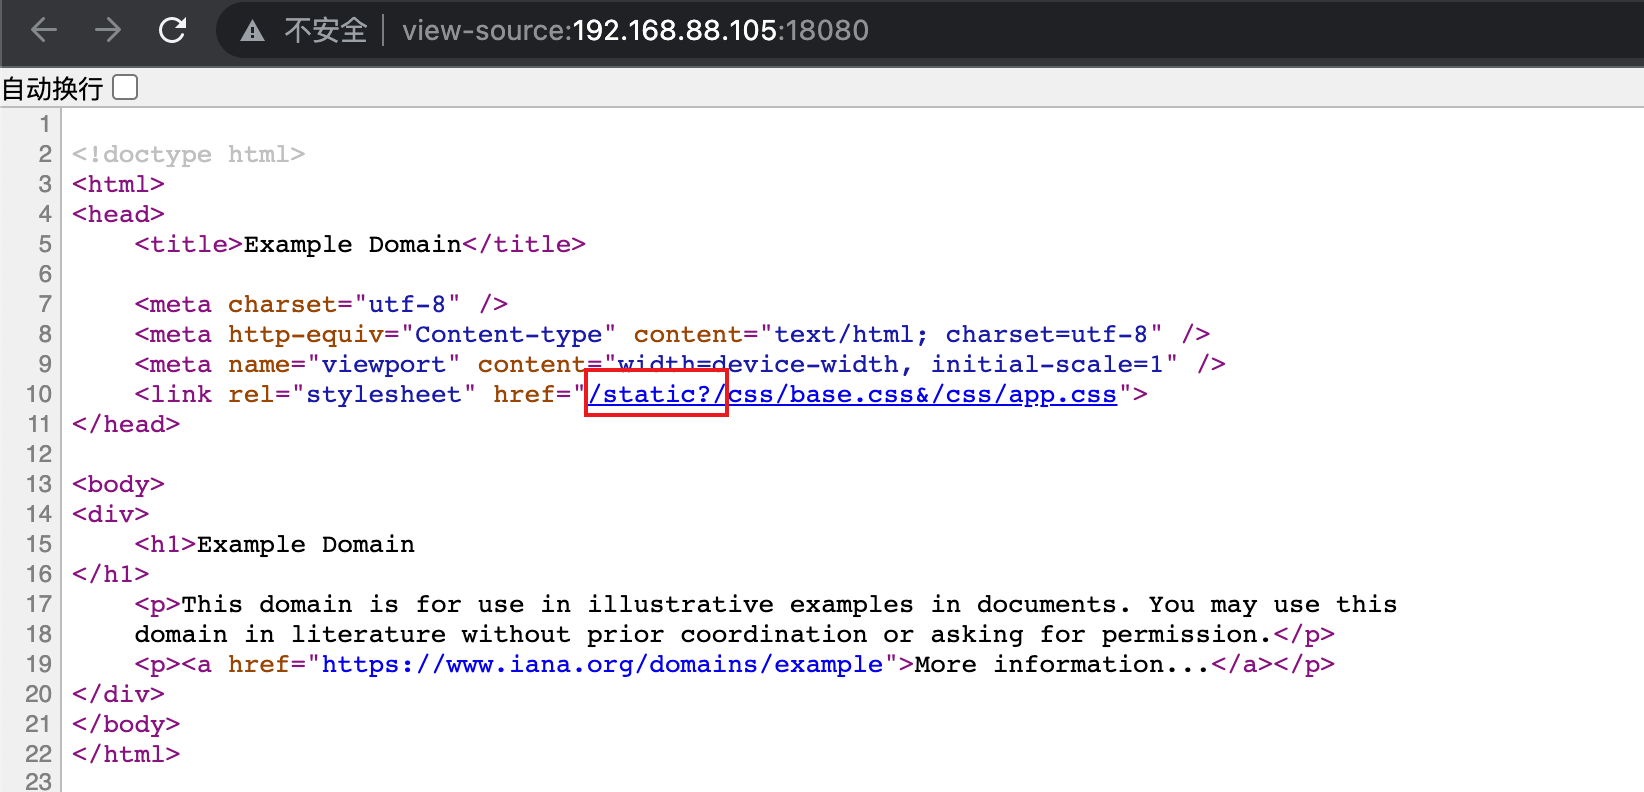 不安全 view-source:192.168.88.105:18080
自动换行
1
2 <!doctype html>
3 <html>
4 <head>
5     <title>Example Domain</title>
6
7     <meta charset="utf-8" />
8     <meta http-equiv="Content-type" content="text/html; charset=utf-8" />
9     <meta name="viewport" content="width=device-width, initial-scale=1" />
10     <link rel="stylesheet" href="/static?/css/base.css&/css/app.css">
11 </head>
12
13 <body>
14 <div>
15     <h1>Example Domain
16 </h1>
17     <p>This domain is for use in illustrative examples in documents. You may use this
18     domain in literature without prior coordination or asking for permission.</p>
19     <p><a href="https://www.iana.org/domains/example">More information...</a></p>
20 </div>
21 </body>
22 </html>
23